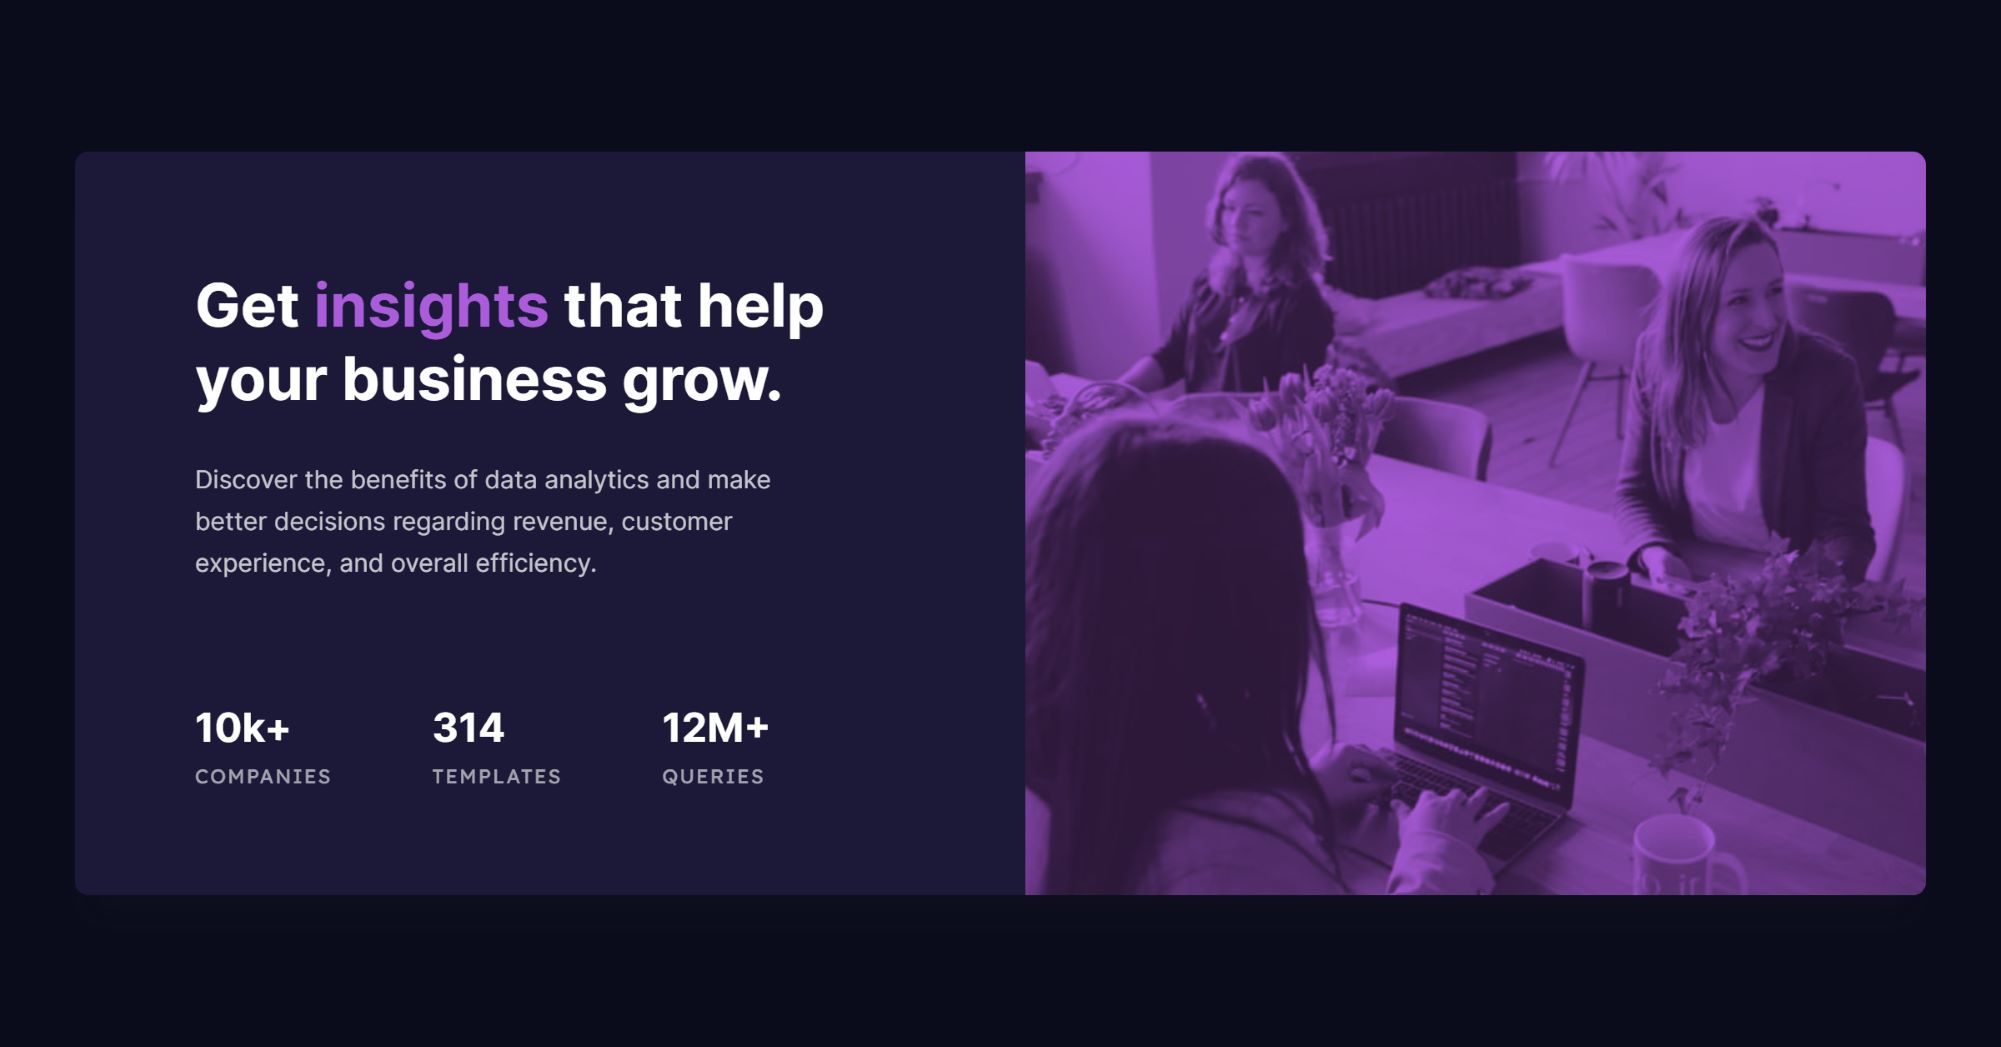 Get insights that help
your business grow.
Discover the benefits of data analytics and make
better decisions regarding revenue, customer
experience, and overall efficiency.
10k+ 314 12M+
COMPANIES TEMPLATES QUERIES